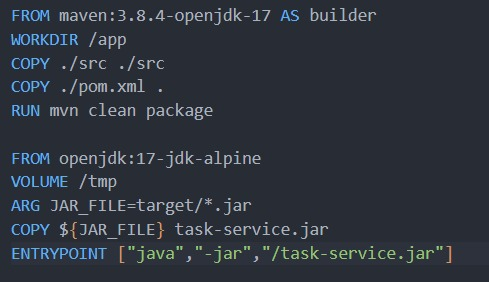 FROM maven:3.8.4-openjdk-17 AS builder
WORKDIR /app
COPY ./src ./src
COPY ./pom.xml .
RUN mvn clean package

FROM openjdk:17-jdk-alpine
VOLUME /tmp
ARG JAR_FILE=target/*.jar
COPY ${JAR_FILE} task-service.jar
ENTRYPOINT ["java","-jar","/task-service.jar"]